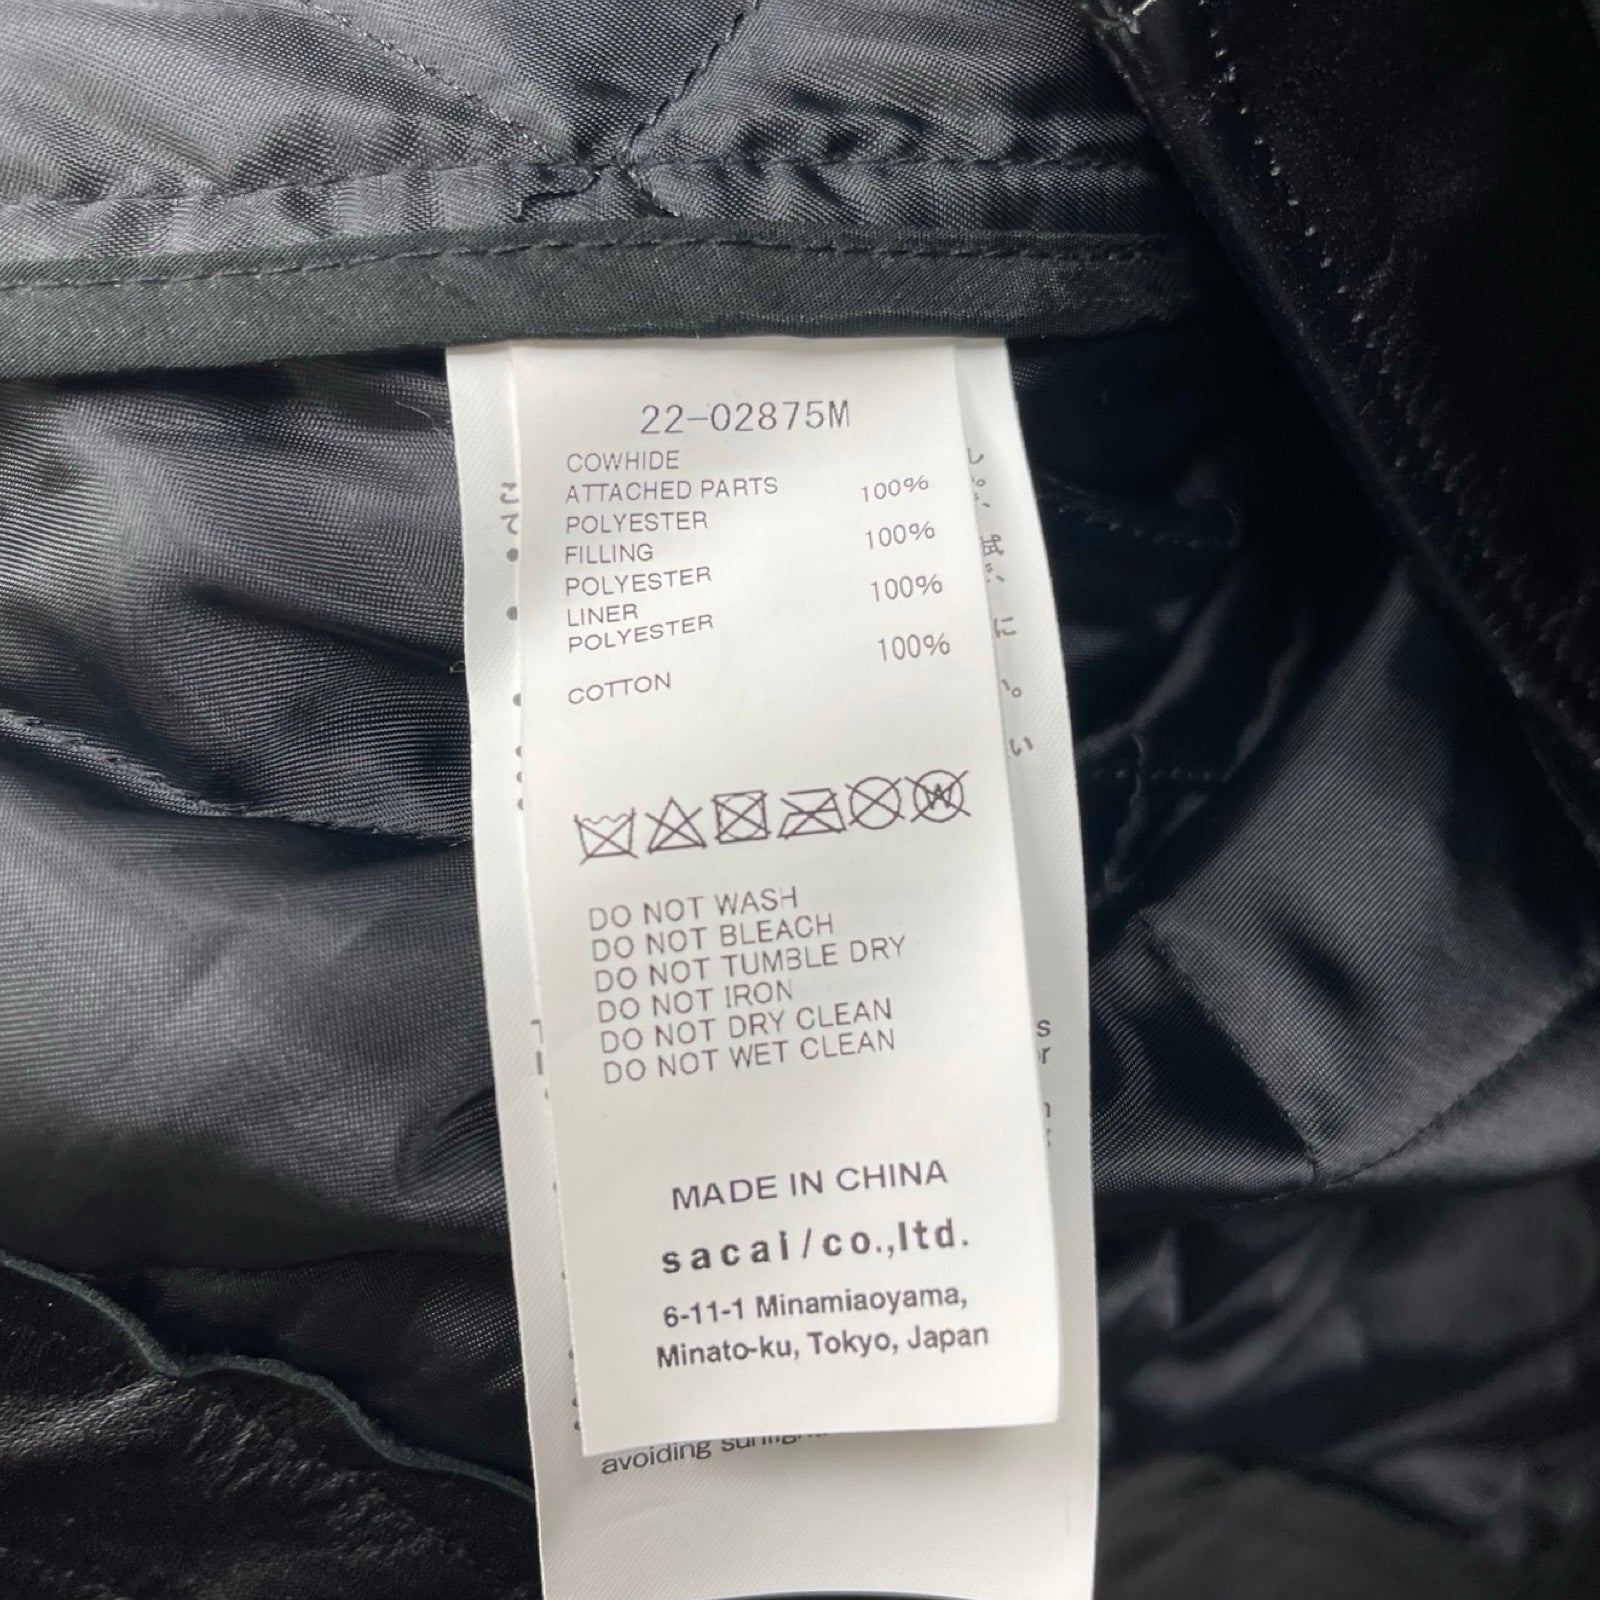 22-02875M
COWHIDE
ATTACHED PARTS 100%
POLYESTER
FILLING 100%
POLYESTER
LINER 100%
POLYESTER
100%
COTTON
W
DO NOT WASH
DO NOT BLEACH
DO NOT TUMBLE DRY
DO NOT IRON
DO NOT DRY CLEAN
DO NOT WET CLEAN
MADE IN CHINA
sacai/co.,ltd.
6-11-1 Minamiaoyama,
Minato-ku, Tokyo, Japan
avoiding